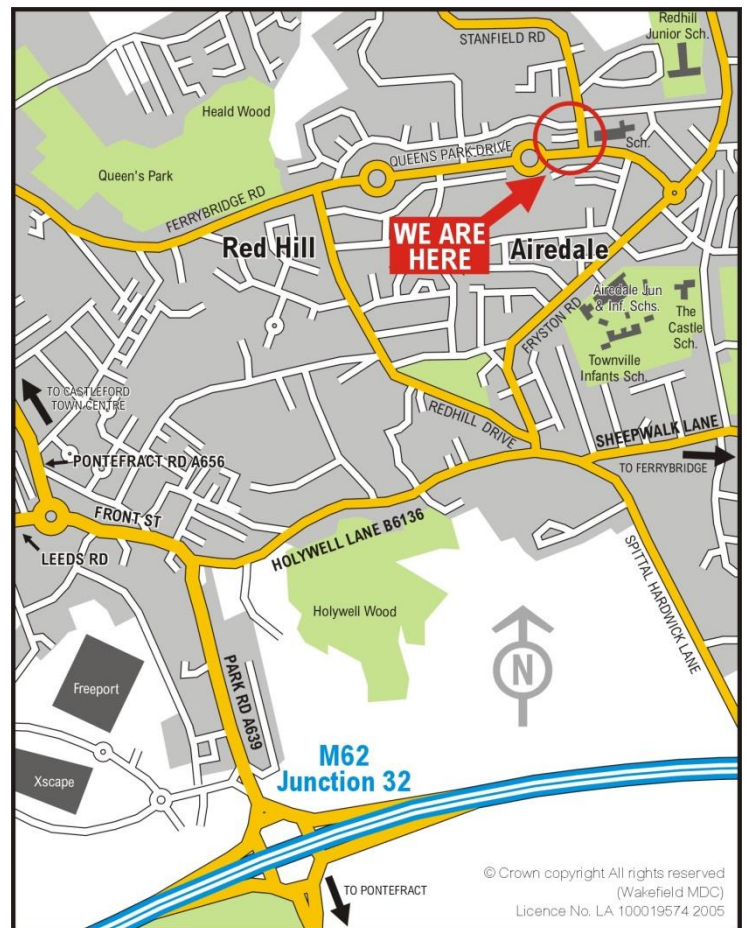 STANFIELD RD
Redhill
Junior Sch.
Heald Wood
Sch.
QUEENS PARK DRIVE
Queen's Park
FERRYBRIDGE RD
WE ARE
HERE
Red Hill
Airedale
Airedale Jun
& Inf. Schs.
The
Castle
Sch.
FRYSTON RD
Townville
Infants Sch.
TO CASTLEFORD
TOWN CENTRE
REDHILL DRIVE
SHEEPWALK LANE
PONTEFRACT RD A656
TO FERRYBRIDGE
FRONT ST
LEEDS RD
HOLYWELL LANE B6136
Holywell Wood
SPITTAL HARDWICK LANE
N
Freeport
PARK RD A639
Xscape
M62
Junction 32
TO PONTEFRACT
© Crown copyright All rights reserved
(Wakefield MDC)
Licence No. LA 100019574 2005